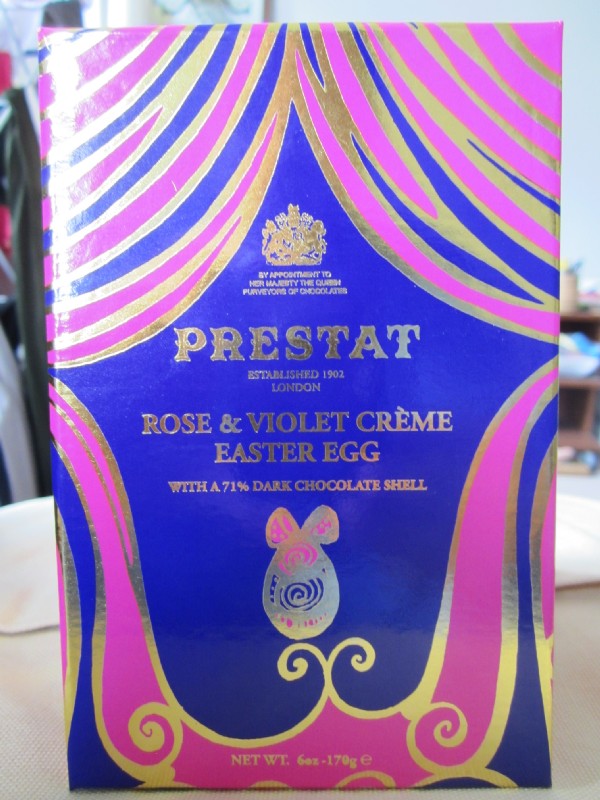 BY APPOINTMENT TO
HER MAJESTY THE QUEEN
PURVEYORS OF CHOCOLATES
PRESTAT
ESTABLISHED 1902
LONDON
ROSE & VIOLET CRÈME
EASTER EGG
WITH A 71% DARK CHOCOLATE SHELL
NET WT. 6oz -170g ℮